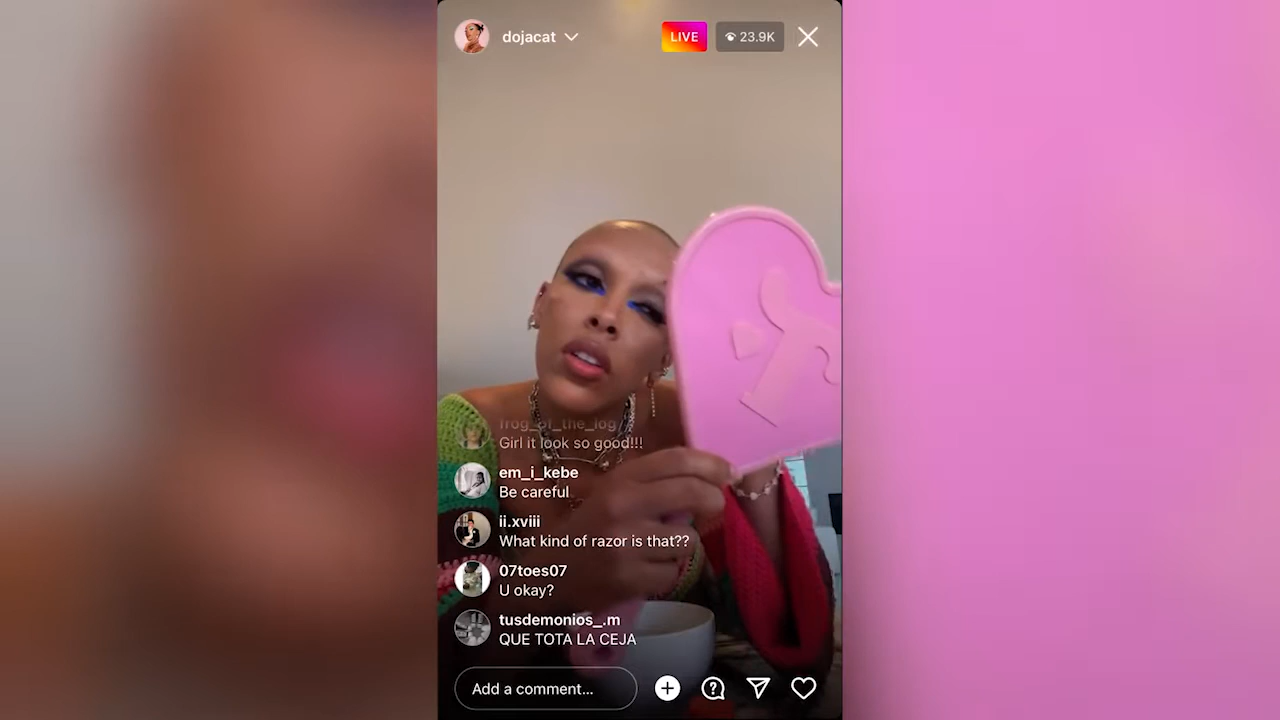 dojacat
LIVE
23.9K
frog_of_the_log
Girl it look so good!!!
em_i_kebe
Be careful
ii.xviii
What kind of razor is that??
07toes07
U okay?
tusdemonios_.m
QUE TOTA LA CEJA
Add a comment...